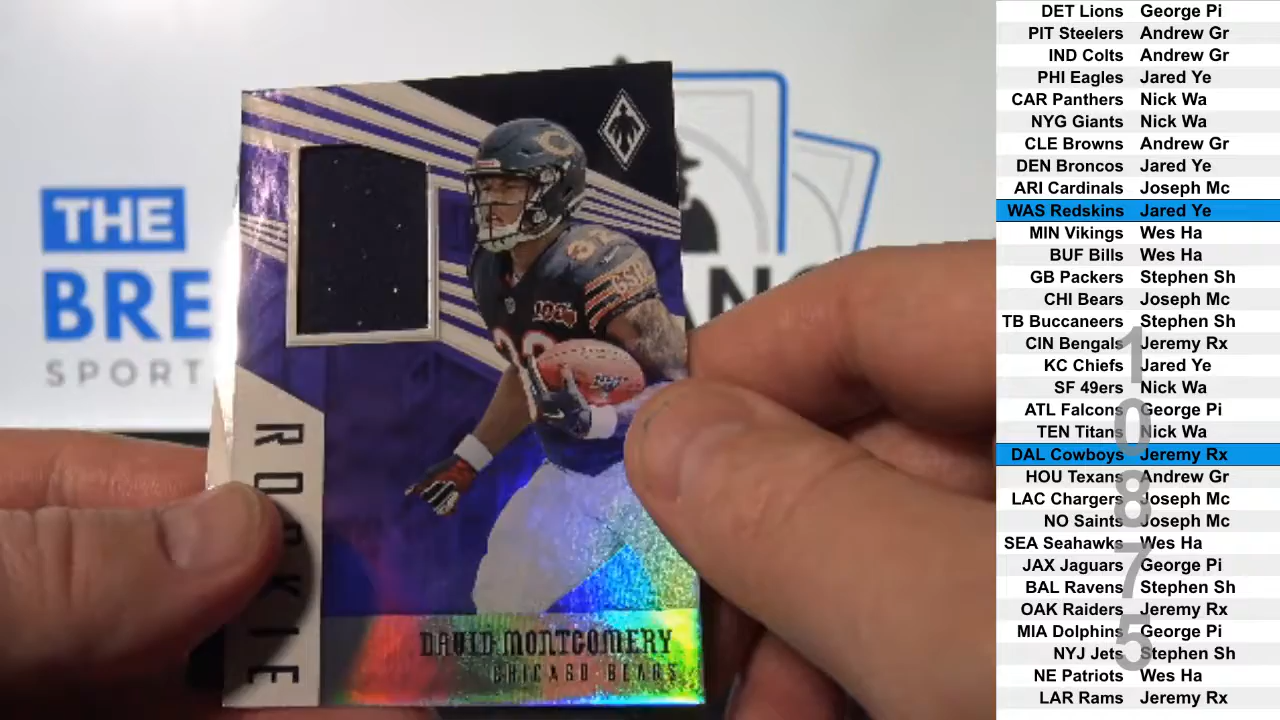 THE
BRE
SPORT
ROOKIE
DAVID MONTGOMERY
CHICAGO BEARS
100
GSH
DET Lions George Pi
PIT Steelers Andrew Gr
IND Colts Andrew Gr
PHI Eagles Jared Ye
CAR Panthers Nick Wa
NYG Giants Nick Wa
CLE Browns Andrew Gr
DEN Broncos Jared Ye
ARI Cardinals Joseph Mc
WAS Redskins Jared Ye
MIN Vikings Wes Ha
BUF Bills Wes Ha
GB Packers Stephen Sh
CHI Bears Joseph Mc
TB Buccaneers Stephen Sh
CIN Bengals Jeremy Rx
KC Chiefs Jared Ye
SF 49ers Nick Wa
ATL Falcons George Pi
TEN Titans Nick Wa
DAL Cowboys Jeremy Rx
HOU Texans Andrew Gr
LAC Chargers Joseph Mc
NO Saints Joseph Mc
SEA Seahawks Wes Ha
JAX Jaguars George Pi
BAL Ravens Stephen Sh
OAK Raiders Jeremy Rx
MIA Dolphins George Pi
NYJ Jets Stephen Sh
NE Patriots Wes Ha
LAR Rams Jeremy Rx
10875